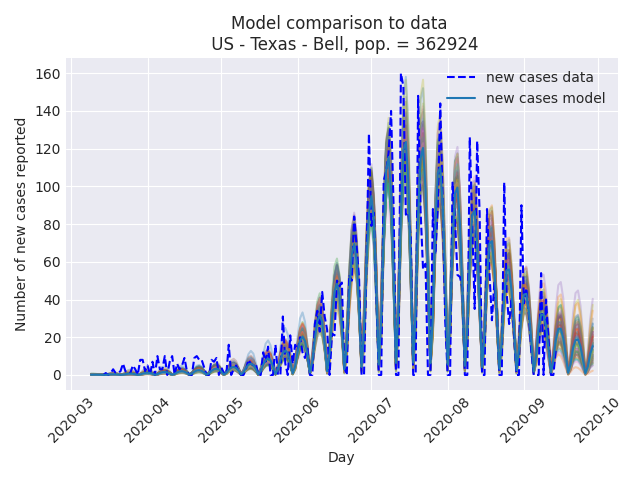 Model comparison to data
US - Texas - Bell, pop. = 362924
new cases data
new cases model
Number of new cases reported
160
140
120
100
80
60
40
20
0
2020-03
2020-04
2020-05
2020-06
2020-07
2020-08
2020-09
2020-10
Day